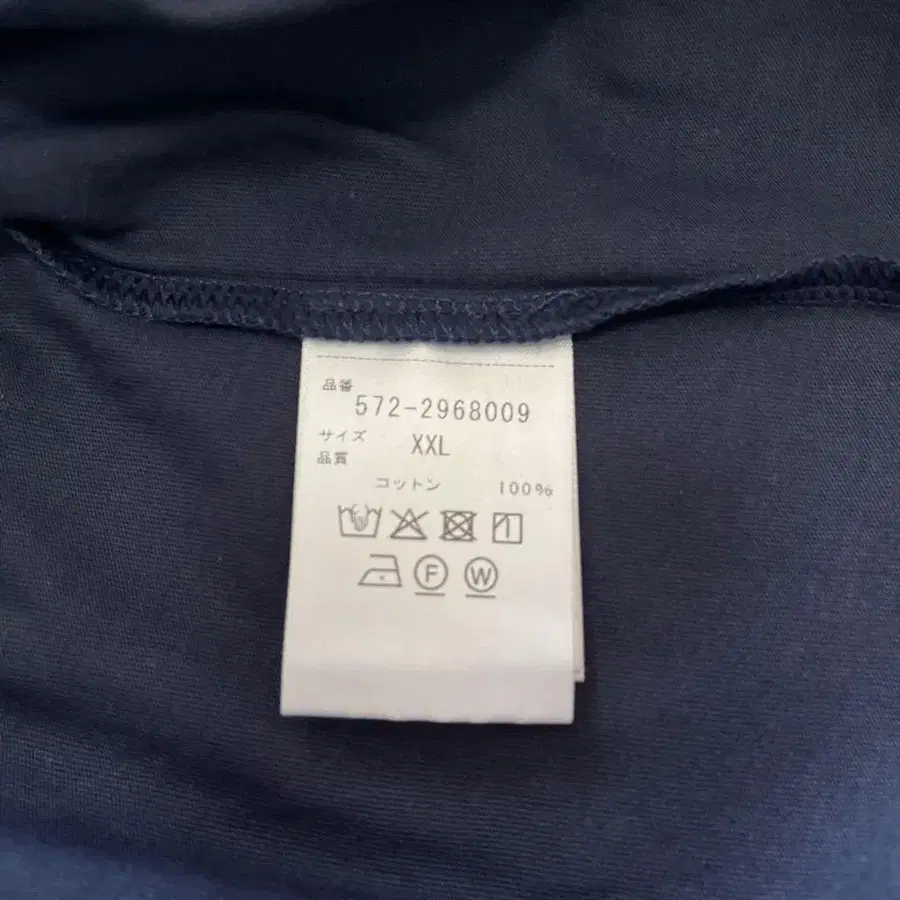 品番
572-2968009
サイズ XXL
品質
コットン 100%
F W